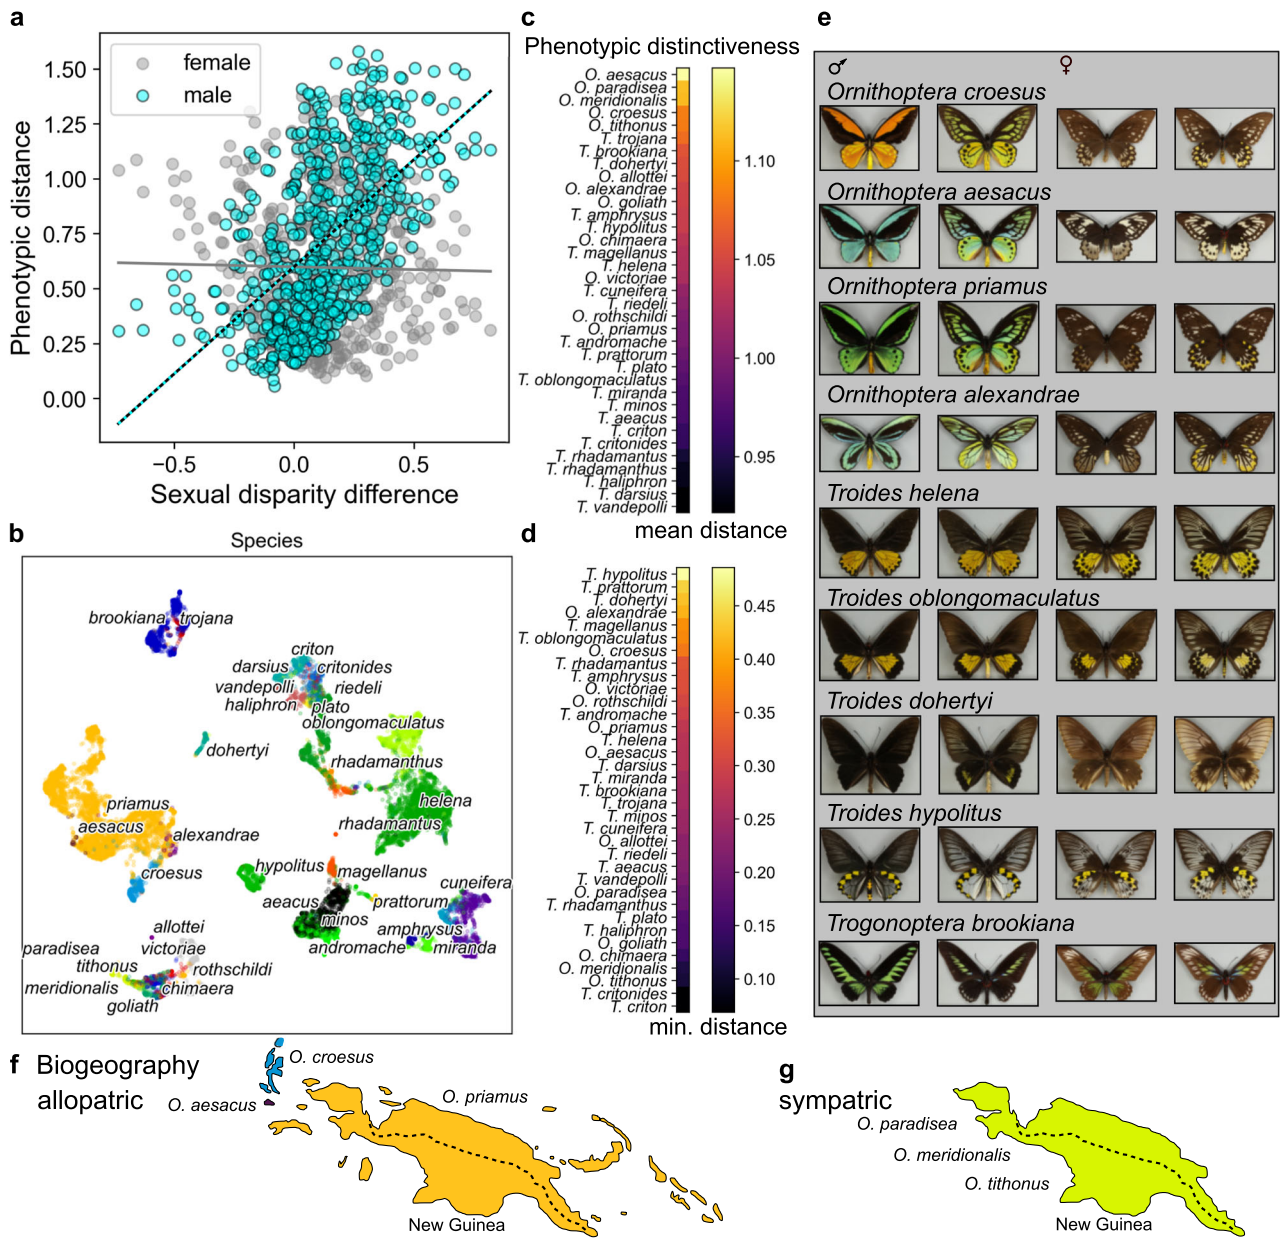 a
female
male
1.50
1.25
1.00
0.75
0.50
0.25
0.00
−0.5
0.0
0.5
Phenotypic distance
Sexual disparity difference
b
Species
brookiana
trojana
criton
darsius
critonides
vandepolli
riedeli
haliphron
plato
oblongomaculatus
dohertyi
rhadamanthus
priamus
helena
aesacus
alexandrae
rhadamantus
croesus
hypolitus
magellanus
cuneifera
aeacus
prattorum
minos
amphrysus
andromache
miranda
allottei
paradisea
victoriae
tithonus
rothschildi
meridionalis
chimaera
goliath
c
Phenotypic distinctiveness
O. aesacus
O. paradisea
O. meridionalis
O. croesus
O. tithonus
T. trojana
T. brookiana
T. dohertyi
O. allottei
O. alexandrae
O. goliath
T. amphrysus
T. hypolitus
O. chimaera
T. magellanus
T. helena
O. victoriae
T. cuneifera
T. riedeli
O. rothschildi
O. priamus
T. andromache
T. prattorum
T. plato
T. oblongomaculatus
T. miranda
T. minos
T. aeacus
T. criton
T. critonides
T. rhadamantus
T. rhadamanthus
T. haliphron
T. darsius
T. vandepolli
1.10
1.05
1.00
0.95
mean distance
d
T. hypolitus
T. prattorum
T. dohertyi
O. alexandrae
T. magellanus
T. oblongomaculatus
O. croesus
T. rhadamantus
T. amphrysus
O. victoriae
O. rothschildi
T. andromache
O. priamus
T. helena
O. aesacus
T. darsius
T. miranda
T. brookiana
T. trojana
T. minos
T. cuneifera
O. allottei
T. riedeli
T. aeacus
T. vandepolli
O. paradisea
T. rhadamanthus
T. plato
T. haliphron
O. goliath
O. chimaera
O. meridionalis
O. tithonus
T. critonides
T. criton
0.45
0.40
0.35
0.30
0.25
0.20
0.15
0.10
min. distance
e
♂ ♀
Ornithoptera croesus
Ornithoptera aesacus
Ornithoptera priamus
Ornithoptera alexandrae
Troides helena
Troides oblongomaculatus
Troides dohertyi
Troides hypolitus
Trogonoptera brookiana
f Biogeography
allopatric
O. croesus
O. aesacus
O. priamus
New Guinea
g
sympatric
O. paradisea
O. meridionalis
O. tithonus
New Guinea